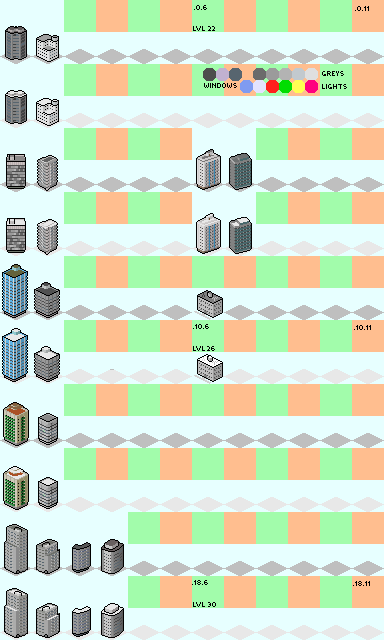 .0.6 .0.11
LVL 22
GREYS
WINDOWS LIGHTS
.10.6 .10.11
LVL 26
.18.6 .18.11
LVL 30